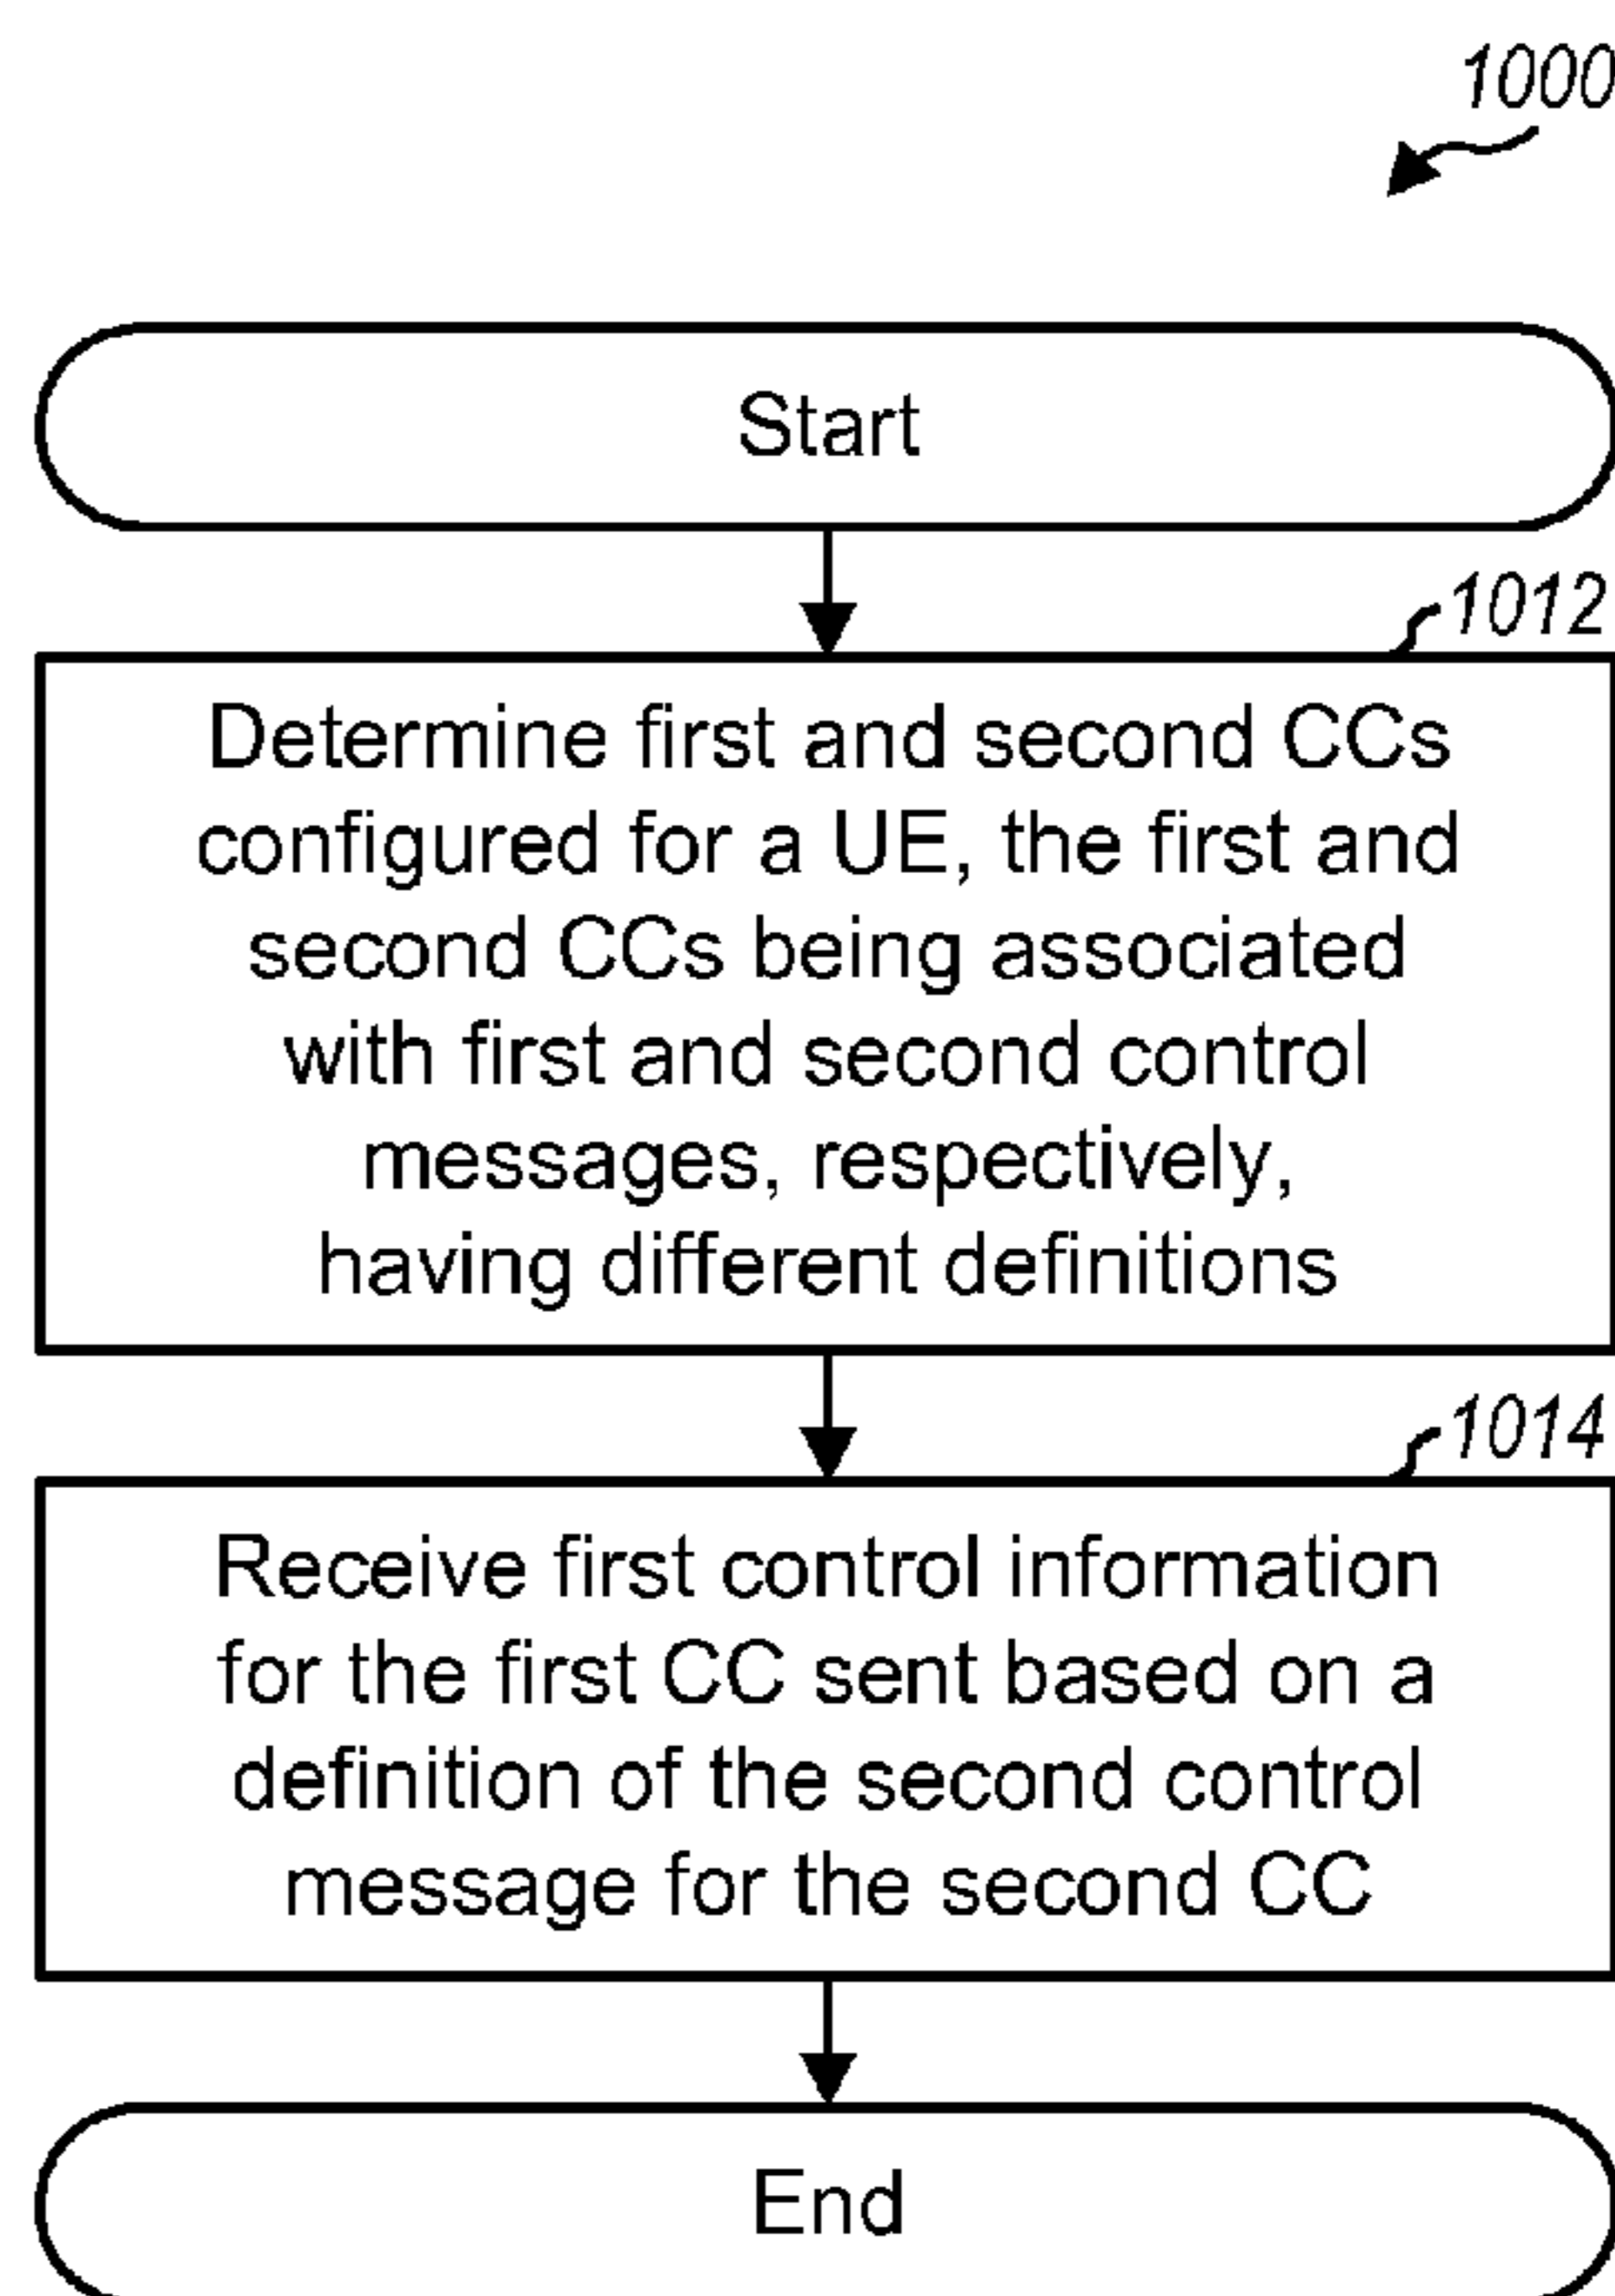 1000
Start
1012
Determine first and second CCs
configured for a UE, the first and
second CCs being associated
with first and second control
messages, respectively,
having different definitions
1014
Receive first control information
for the first CC sent based on a
definition of the second control
message for the second CC
End